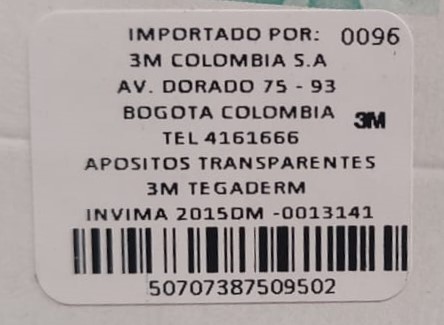 IMPORTADO POR: 0096
3M COLOMBIA S.A
AV. DORADO 75 - 93
BOGOTA COLOMBIA 3M
TEL 4161666
APOSITOS TRANSPARENTES
3M TEGADERM
INVIMA 2015DM -0013141
50707387509502